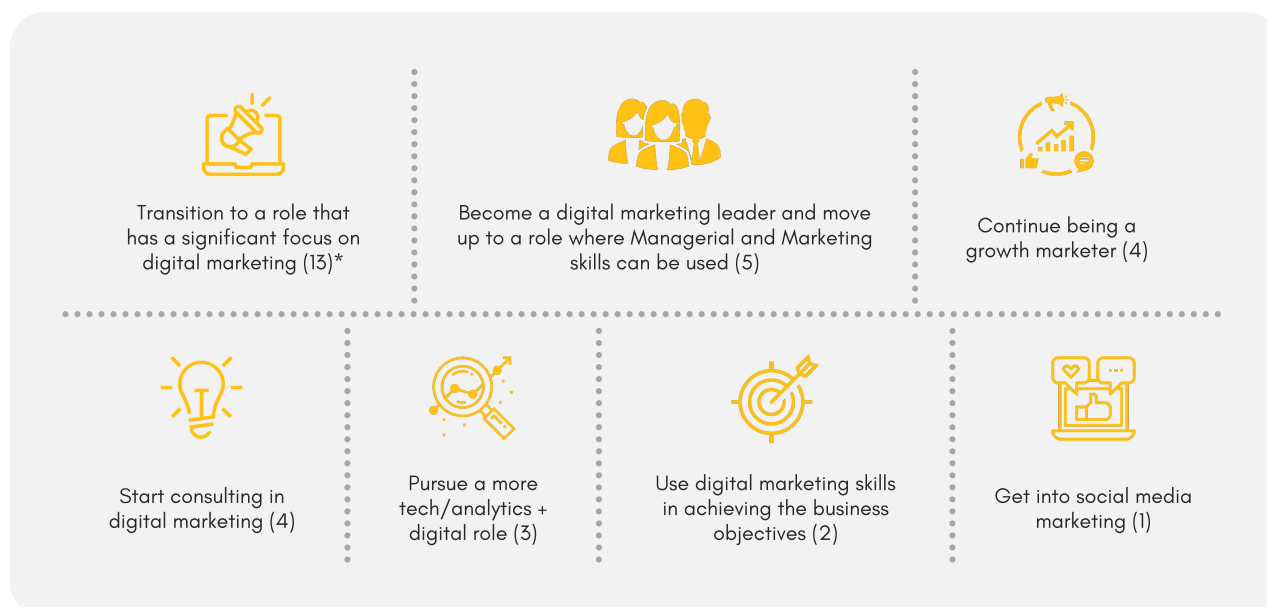 Transition to a role that
has a significant focus on
digital marketing (13)*
Become a digital marketing leader and move
up to a role where Managerial and Marketing
skills can be used (5)
Continue being a
growth marketer (4)
Start consulting in
digital marketing (4)
Pursue a more
tech/analytics +
digital role (3)
Use digital marketing skills
in achieving the business
objectives (2)
Get into social media
marketing (1)